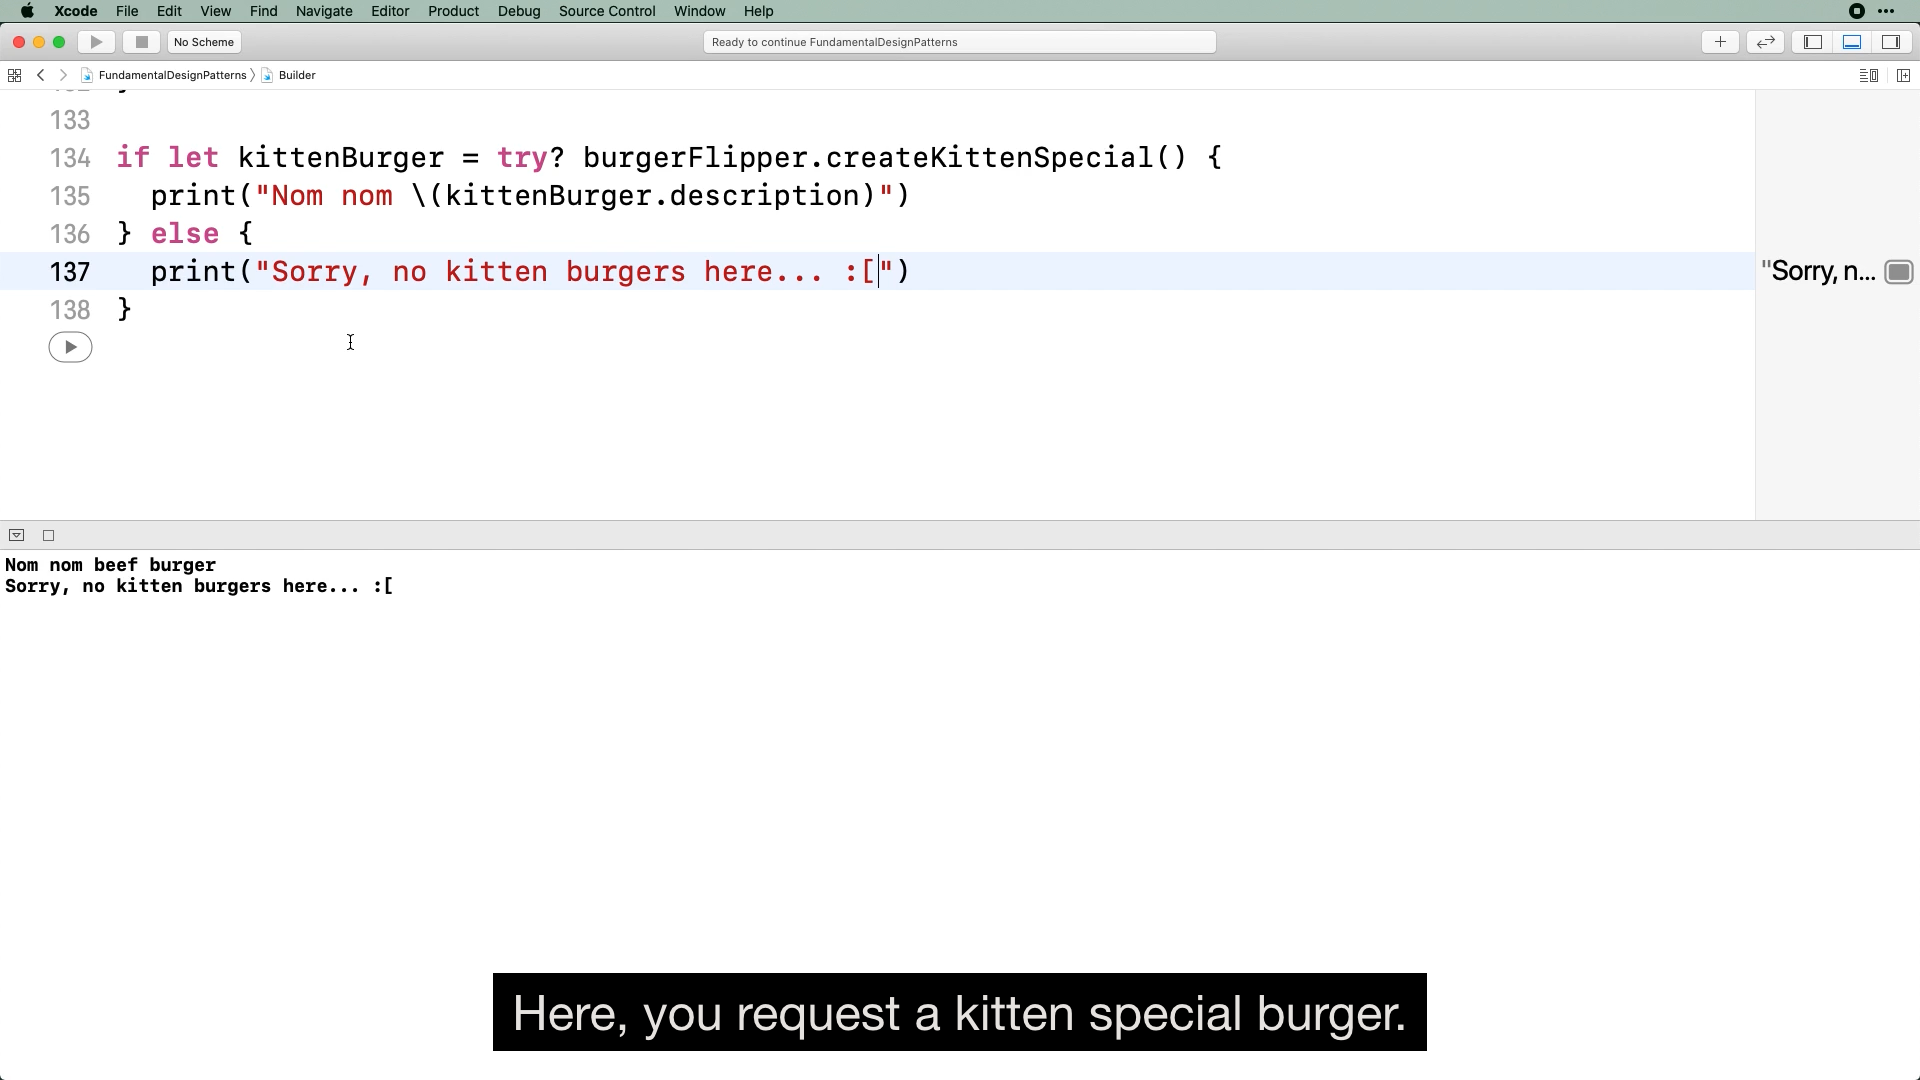 Xcode File Edit View Find Navigate Editor Product Debug Source Control Window Help
No Scheme
Ready to continue FundamentalDesignPatterns
FundamentalDesignPatterns Builder
133
134 if let kittenBurger = try? burgerFlipper.createKittenSpecial() {
135 print("Nom nom \(kittenBurger.description)")
136 } else {
137 print("Sorry, no kitten burgers here... :[")
"Sorry, n...
138 }
Nom nom beef burger
Sorry, no kitten burgers here... :[
Here, you request a kitten special burger.